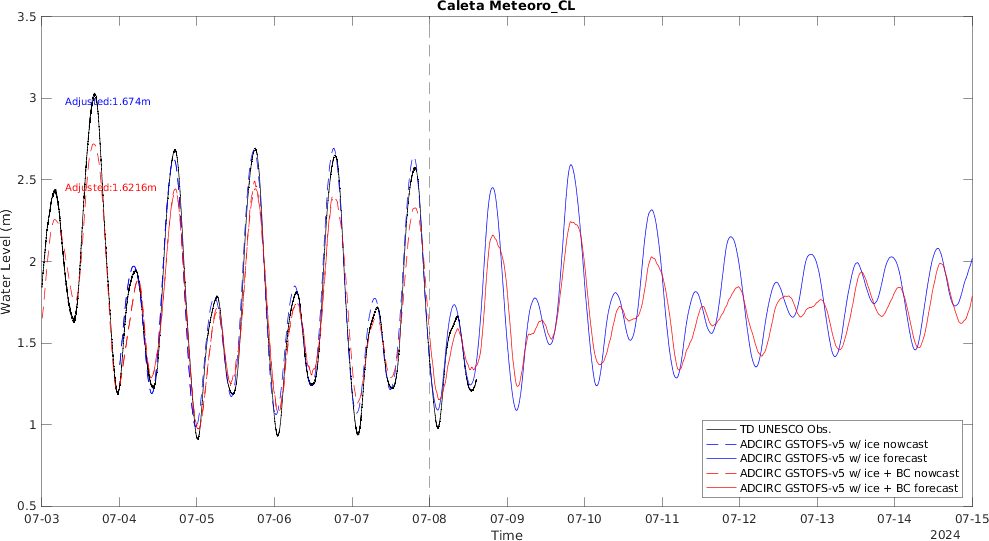 Caleta Meteoro_CL
3.5
3
2.5
2
1.5
1
0.5
Water Level (m)
Adjusted:1.674m
Adjusted:1.6216m
TD UNESCO Obs.
ADCIRC GSTOFS-v5 w/ ice nowcast
ADCIRC GSTOFS-v5 w/ ice forecast
ADCIRC GSTOFS-v5 w/ ice + BC nowcast
ADCIRC GSTOFS-v5 w/ ice + BC forecast
07-03 07-04 07-05 07-06 07-07 07-08 07-09 07-10 07-11 07-12 07-13 07-14 07-15
Time
2024